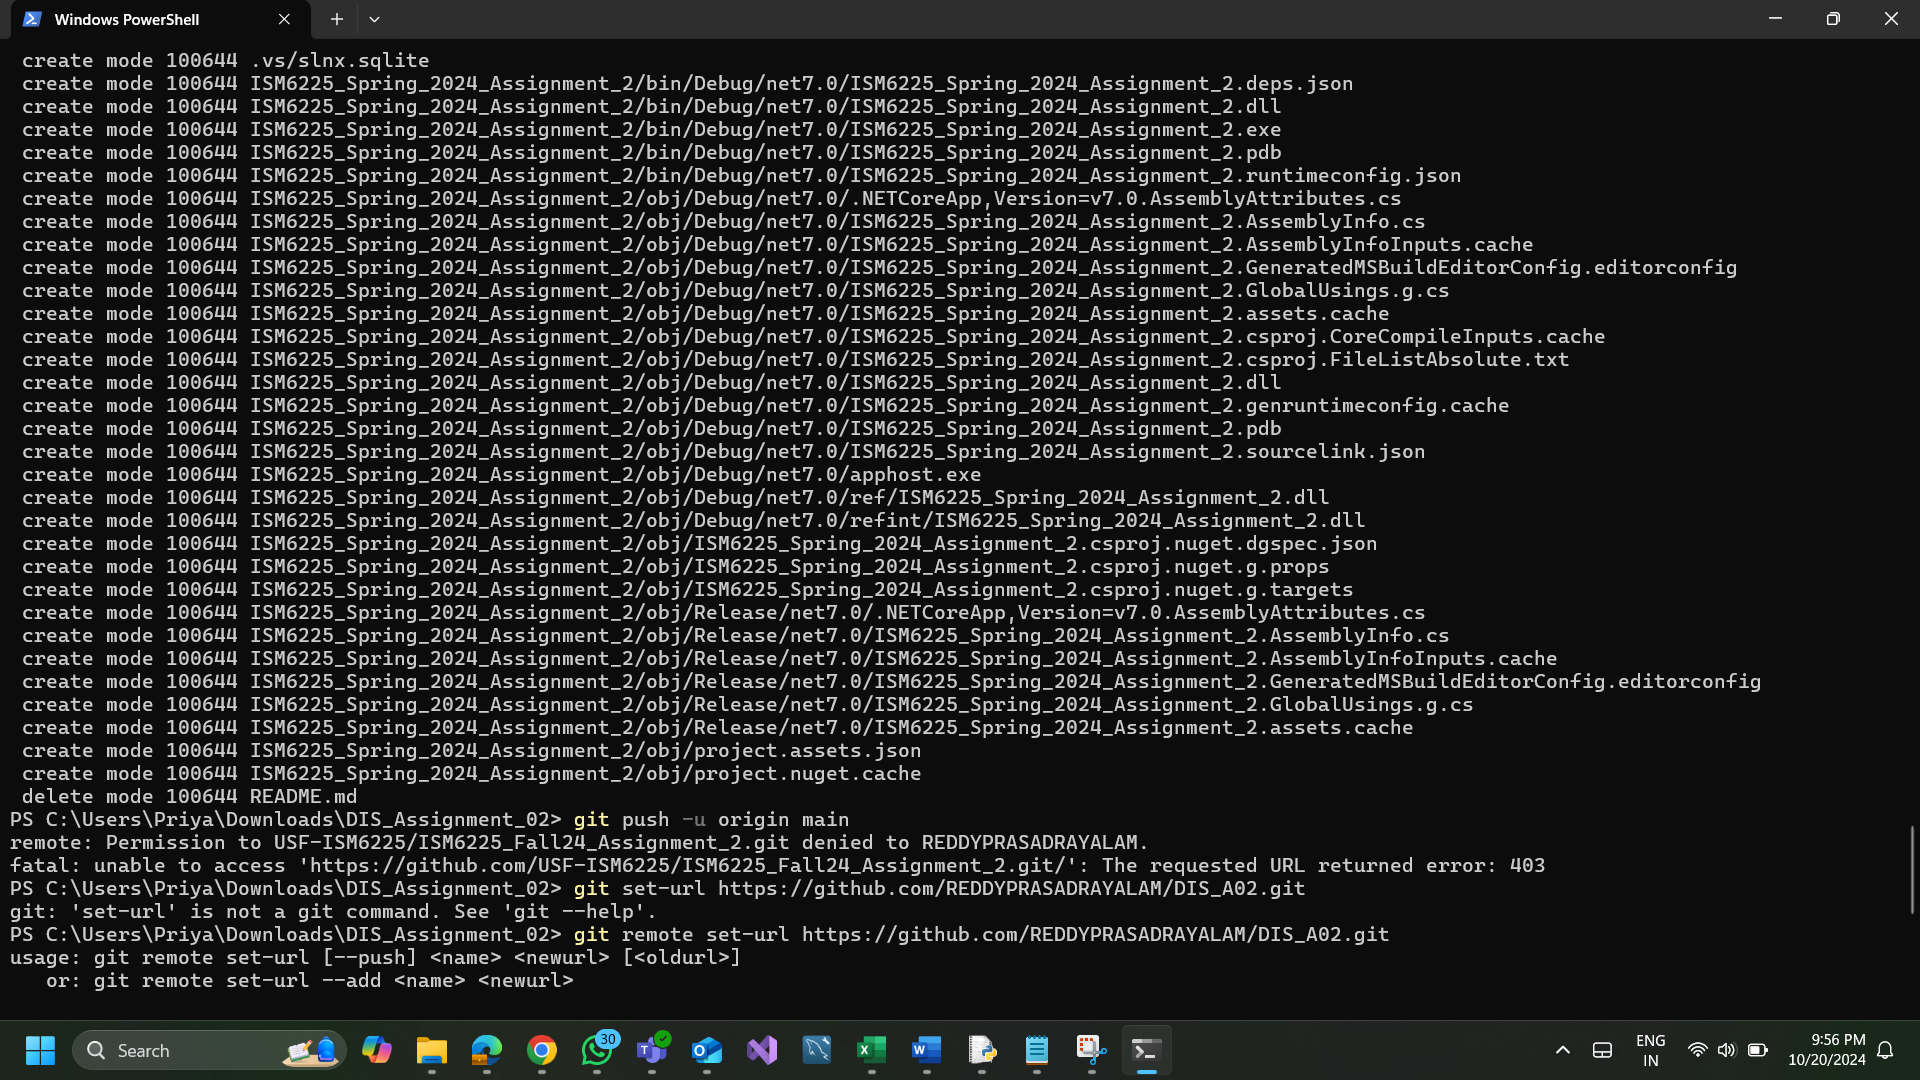 Windows PowerShell
create mode 100644 .vs/slnx.sqlite
create mode 100644 ISM6225_Spring_2024_Assignment_2/bin/Debug/net7.0/ISM6225_Spring_2024_Assignment_2.deps.json
create mode 100644 ISM6225_Spring_2024_Assignment_2/bin/Debug/net7.0/ISM6225_Spring_2024_Assignment_2.dll
create mode 100644 ISM6225_Spring_2024_Assignment_2/bin/Debug/net7.0/ISM6225_Spring_2024_Assignment_2.exe
create mode 100644 ISM6225_Spring_2024_Assignment_2/bin/Debug/net7.0/ISM6225_Spring_2024_Assignment_2.pdb
create mode 100644 ISM6225_Spring_2024_Assignment_2/bin/Debug/net7.0/ISM6225_Spring_2024_Assignment_2.runtimeconfig.json
create mode 100644 ISM6225_Spring_2024_Assignment_2/obj/Debug/net7.0/.NETCoreApp,Version=v7.0.AssemblyAttributes.cs
create mode 100644 ISM6225_Spring_2024_Assignment_2/obj/Debug/net7.0/ISM6225_Spring_2024_Assignment_2.AssemblyInfo.cs
create mode 100644 ISM6225_Spring_2024_Assignment_2/obj/Debug/net7.0/ISM6225_Spring_2024_Assignment_2.AssemblyInfoInputs.cache
create mode 100644 ISM6225_Spring_2024_Assignment_2/obj/Debug/net7.0/ISM6225_Spring_2024_Assignment_2.GeneratedMSBuildEditorConfig.editorconfig
create mode 100644 ISM6225_Spring_2024_Assignment_2/obj/Debug/net7.0/ISM6225_Spring_2024_Assignment_2.GlobalUsings.g.cs
create mode 100644 ISM6225_Spring_2024_Assignment_2/obj/Debug/net7.0/ISM6225_Spring_2024_Assignment_2.assets.cache
create mode 100644 ISM6225_Spring_2024_Assignment_2/obj/Debug/net7.0/ISM6225_Spring_2024_Assignment_2.csproj.CoreCompileInputs.cache
create mode 100644 ISM6225_Spring_2024_Assignment_2/obj/Debug/net7.0/ISM6225_Spring_2024_Assignment_2.csproj.FileListAbsolute.txt
create mode 100644 ISM6225_Spring_2024_Assignment_2/obj/Debug/net7.0/ISM6225_Spring_2024_Assignment_2.dll
create mode 100644 ISM6225_Spring_2024_Assignment_2/obj/Debug/net7.0/ISM6225_Spring_2024_Assignment_2.genruntimeconfig.cache
create mode 100644 ISM6225_Spring_2024_Assignment_2/obj/Debug/net7.0/ISM6225_Spring_2024_Assignment_2.pdb
create mode 100644 ISM6225_Spring_2024_Assignment_2/obj/Debug/net7.0/ISM6225_Spring_2024_Assignment_2.sourcelink.json
create mode 100644 ISM6225_Spring_2024_Assignment_2/obj/Debug/net7.0/apphost.exe
create mode 100644 ISM6225_Spring_2024_Assignment_2/obj/Debug/net7.0/ref/ISM6225_Spring_2024_Assignment_2.dll
create mode 100644 ISM6225_Spring_2024_Assignment_2/obj/Debug/net7.0/refint/ISM6225_Spring_2024_Assignment_2.dll
create mode 100644 ISM6225_Spring_2024_Assignment_2/obj/ISM6225_Spring_2024_Assignment_2.csproj.nuget.dgspec.json
create mode 100644 ISM6225_Spring_2024_Assignment_2/obj/ISM6225_Spring_2024_Assignment_2.csproj.nuget.g.props
create mode 100644 ISM6225_Spring_2024_Assignment_2/obj/ISM6225_Spring_2024_Assignment_2.csproj.nuget.g.targets
create mode 100644 ISM6225_Spring_2024_Assignment_2/obj/Release/net7.0/.NETCoreApp,Version=v7.0.AssemblyAttributes.cs
create mode 100644 ISM6225_Spring_2024_Assignment_2/obj/Release/net7.0/ISM6225_Spring_2024_Assignment_2.AssemblyInfo.cs
create mode 100644 ISM6225_Spring_2024_Assignment_2/obj/Release/net7.0/ISM6225_Spring_2024_Assignment_2.AssemblyInfoInputs.cache
create mode 100644 ISM6225_Spring_2024_Assignment_2/obj/Release/net7.0/ISM6225_Spring_2024_Assignment_2.GeneratedMSBuildEditorConfig.editorconfig
create mode 100644 ISM6225_Spring_2024_Assignment_2/obj/Release/net7.0/ISM6225_Spring_2024_Assignment_2.GlobalUsings.g.cs
create mode 100644 ISM6225_Spring_2024_Assignment_2/obj/Release/net7.0/ISM6225_Spring_2024_Assignment_2.assets.cache
create mode 100644 ISM6225_Spring_2024_Assignment_2/obj/project.assets.json
create mode 100644 ISM6225_Spring_2024_Assignment_2/obj/project.nuget.cache
delete mode 100644 README.md
PS C:\Users\Priya\Downloads\DIS_Assignment_02> git push -u origin main
remote: Permission to USF-ISM6225/ISM6225_Fall24_Assignment_2.git denied to REDDYPRASADRAYALAM.
fatal: unable to access 'https://github.com/USF-ISM6225/ISM6225_Fall24_Assignment_2.git/': The requested URL returned error: 403
PS C:\Users\Priya\Downloads\DIS_Assignment_02> git set-url https://github.com/REDDYPRASADRAYALAM/DIS_A02.git
git: 'set-url' is not a git command. See 'git --help'.
PS C:\Users\Priya\Downloads\DIS_Assignment_02> git remote set-url https://github.com/REDDYPRASADRAYALAM/DIS_A02.git
usage: git remote set-url [--push] <name> <newurl> [<oldurl>]
or: git remote set-url --add <name> <newurl>
Search
30
ENG
IN
9:56 PM
10/20/2024